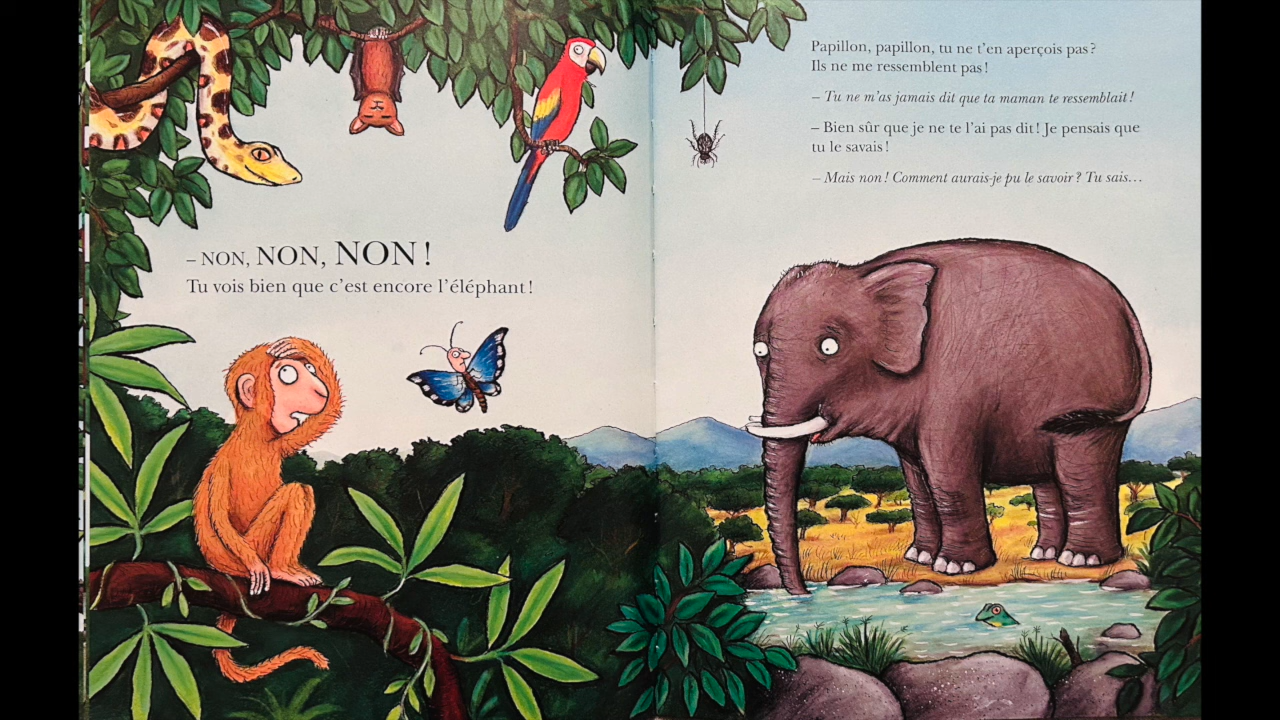 – NON, NON, NON !
Tu vois bien que c'est encore l'éléphant !
Papillon, papillon, tu ne t'en aperçois pas ?
Ils ne me ressemblent pas !
– Tu ne m'as jamais dit que ta maman te ressemblait !
– Bien sûr que je ne te l'ai pas dit ! Je pensais que
tu le savais !
– Mais non ! Comment aurais-je pu le savoir ? Tu sais…